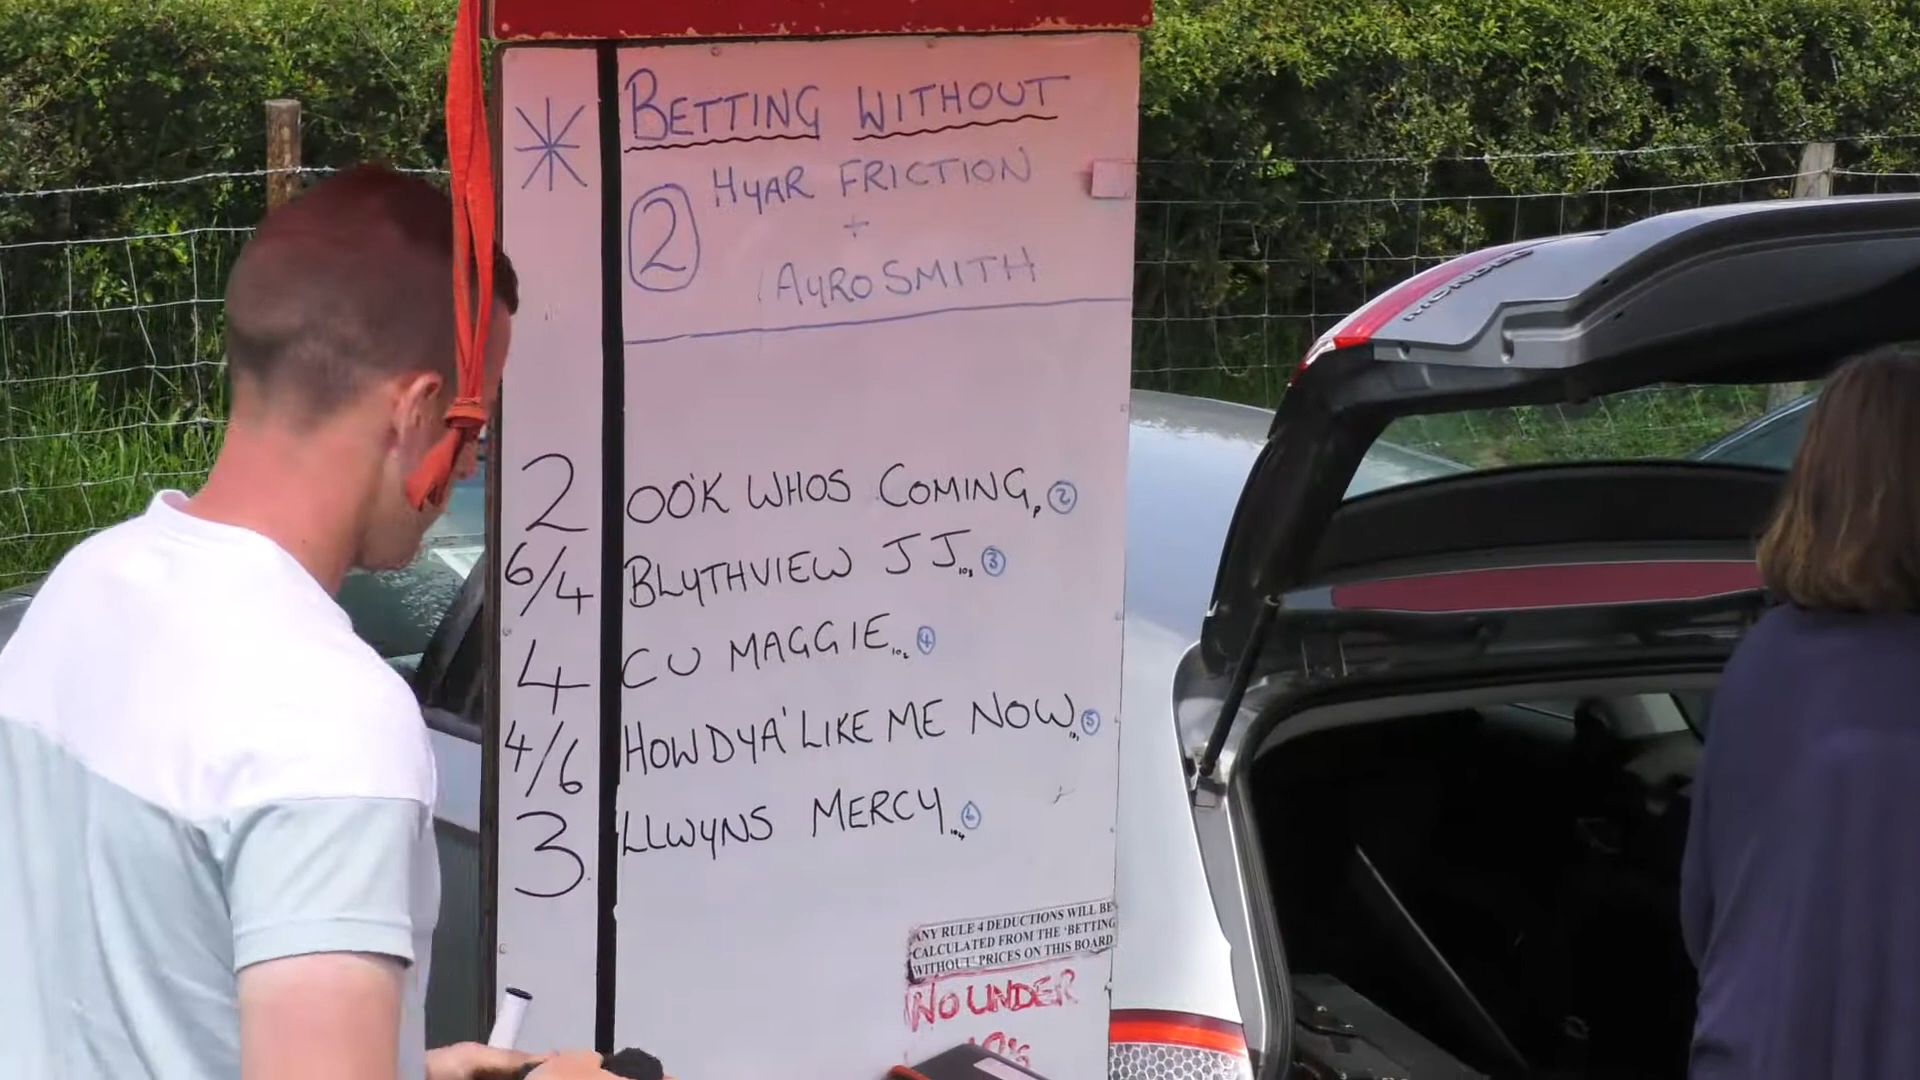 BETTING WITHOUT
2 HYAR FRICTION
+
AYRO SMITH
2 OOK WHOS COMING, 2
6/4 BLYTHVIEW JJ 3
4 CU MAGGIE 4
4/6 HOWDYA'LIKE ME NOW 5
3 LLWYNS MERCY 6
ANY RULE 4 DEDUCTIONS WILL BE
CALCULATED FROM THE 'BETTING
WITHOUT' PRICES ON THIS BOARD
NO UNDER
MONDEO